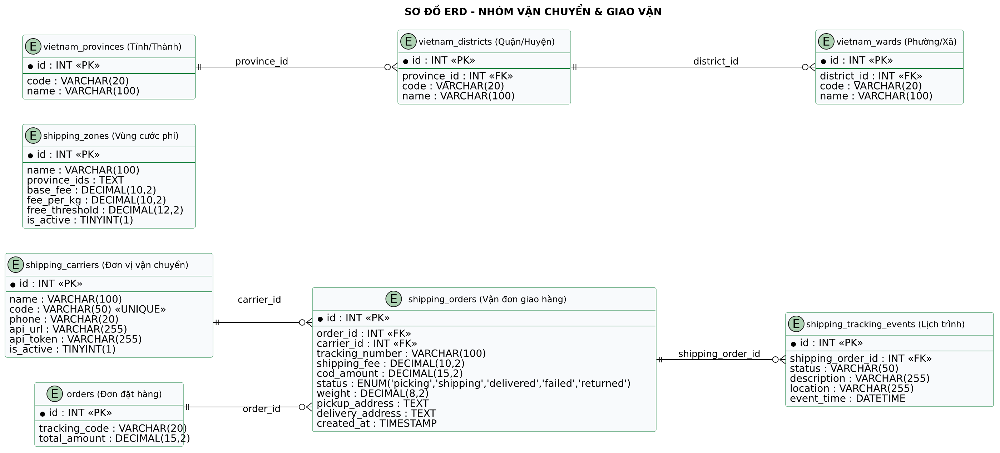 SƠ ĐỒ ERD - NHÓM VẬN CHUYỂN & GIAO VẬN
E vietnam_provinces (Tỉnh/Thành)
id : INT «PK»
code : VARCHAR(20)
name : VARCHAR(100)
province_id
E vietnam_districts (Quận/Huyện)
id : INT «PK»
province_id : INT «FK»
code : VARCHAR(20)
name : VARCHAR(100)
district_id
E vietnam_wards (Phường/Xã)
id : INT «PK»
district_id : INT «FK»
code : VARCHAR(20)
name : VARCHAR(100)
E shipping_zones (Vùng cước phí)
id : INT «PK»
name : VARCHAR(100)
province_ids : TEXT
base_fee : DECIMAL(10,2)
fee_per_kg : DECIMAL(10,2)
free_threshold : DECIMAL(12,2)
is_active : TINYINT(1)
E shipping_carriers (Đơn vị vận chuyển)
id : INT «PK»
name : VARCHAR(100)
code : VARCHAR(50) «UNIQUE»
phone : VARCHAR(20)
api_url : VARCHAR(255)
api_token : VARCHAR(255)
is_active : TINYINT(1)
carrier_id
E orders (Đơn đặt hàng)
id : INT «PK»
tracking_code : VARCHAR(20)
total_amount : DECIMAL(15,2)
order_id
E shipping_orders (Vận đơn giao hàng)
id : INT «PK»
order_id : INT «FK»
carrier_id : INT «FK»
tracking_number : VARCHAR(100)
shipping_fee : DECIMAL(10,2)
cod_amount : DECIMAL(15,2)
status : ENUM('picking','shipping','delivered','failed','returned')
weight : DECIMAL(8,2)
pickup_address : TEXT
delivery_address : TEXT
created_at : TIMESTAMP
shipping_order_id
E shipping_tracking_events (Lịch trình)
id : INT «PK»
shipping_order_id : INT «FK»
status : VARCHAR(50)
description : VARCHAR(255)
location : VARCHAR(255)
event_time : DATETIME